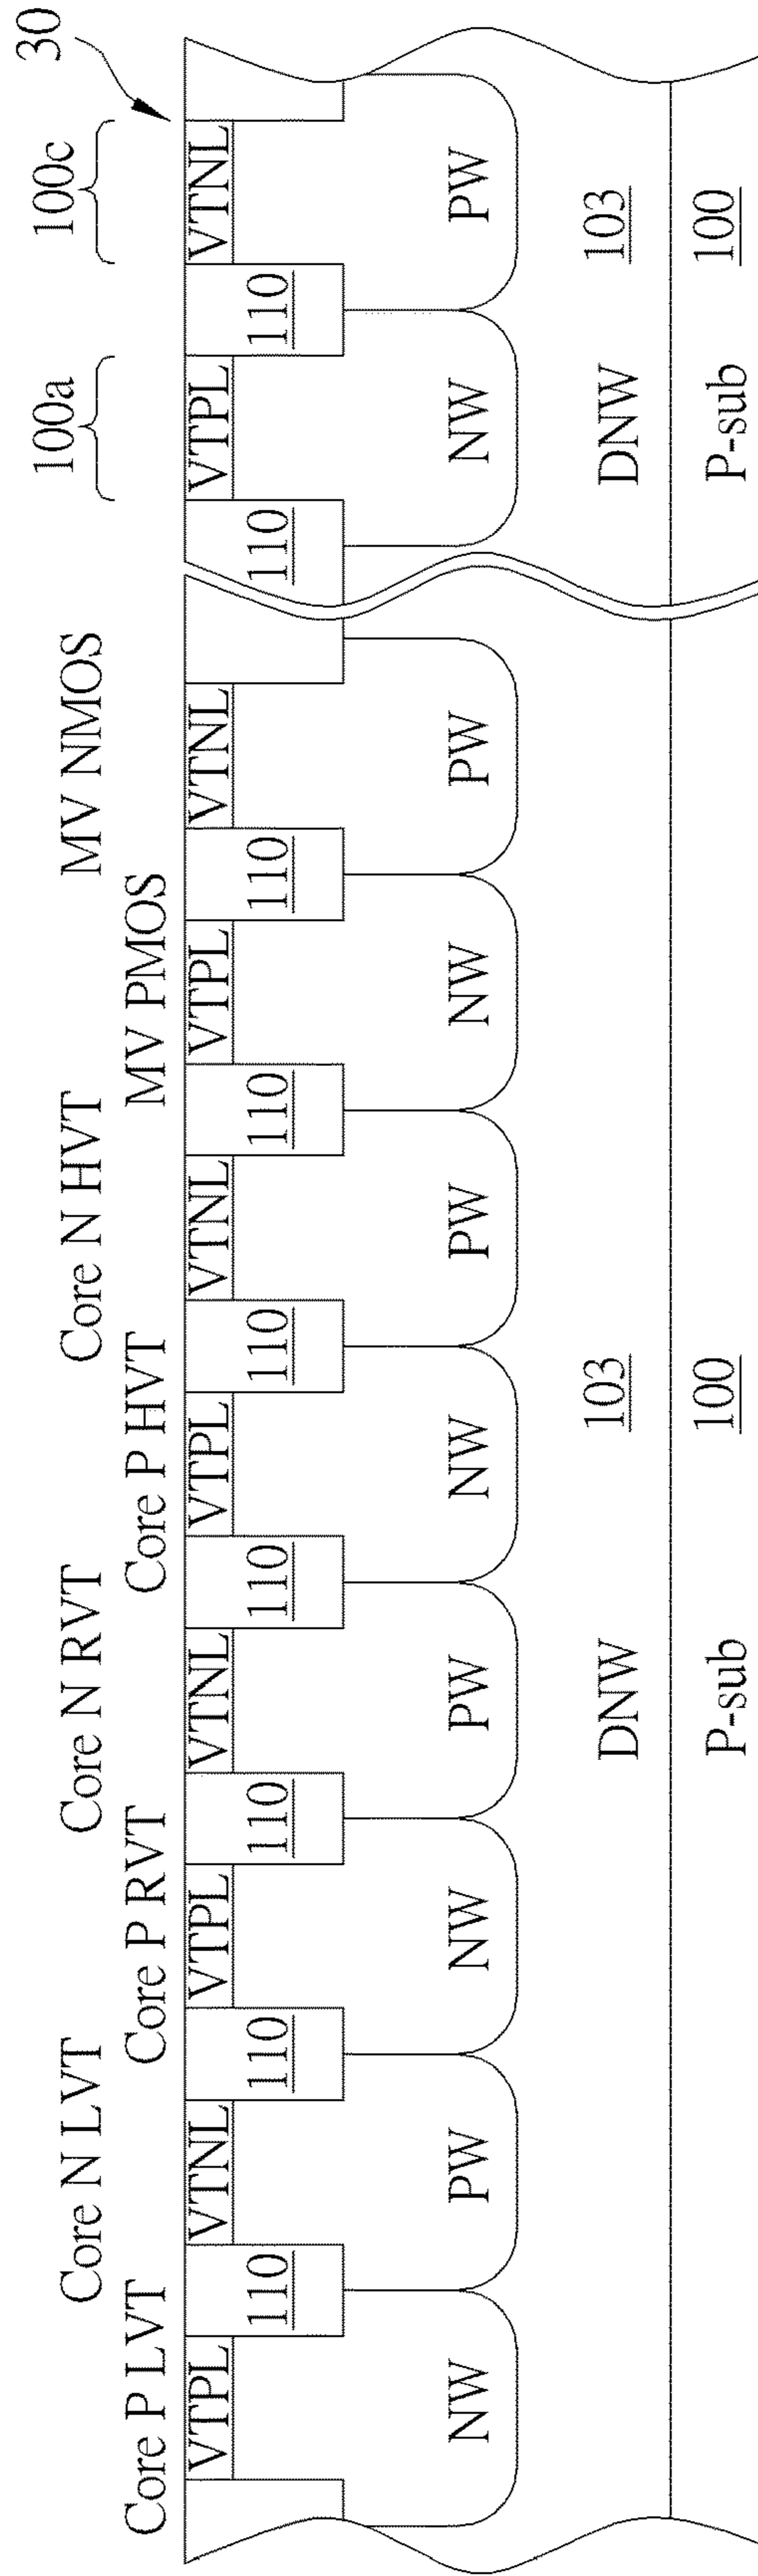 30
100a 100c
Core N LVT Core N RVT Core N HVT MV NMOS
Core P LVT Core P RVT Core P HVT MV PMOS
VTPL VTNL VTPL VTNL VTPL VTNL VTPL VTNL VTPL VTNL
110 110 110 110 110 110 110 110 110
NW PW NW PW NW PW NW PW NW PW
DNW 103 DNW 103
P-sub 100 P-sub 100